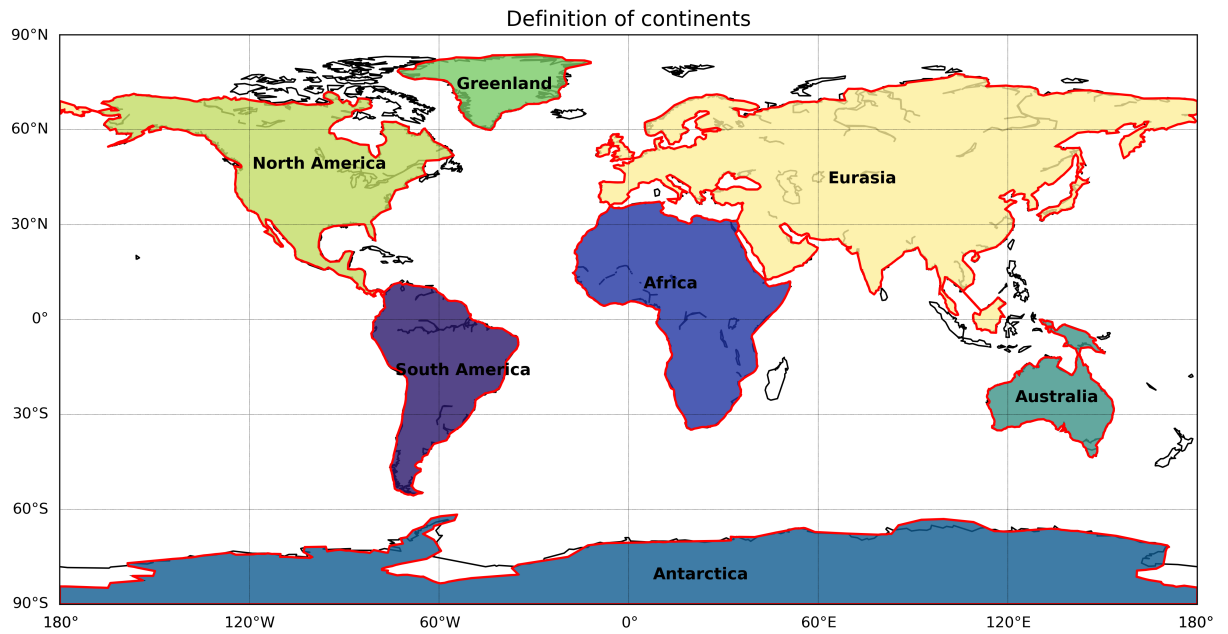 Definition of continents
90°N
Greenland
60°N
North America
Eurasia
30°N
Africa
0°
South America
Australia
30°S
60°S
Antarctica
90°S
180° 120°W 60°W 0° 60°E 120°E 180°